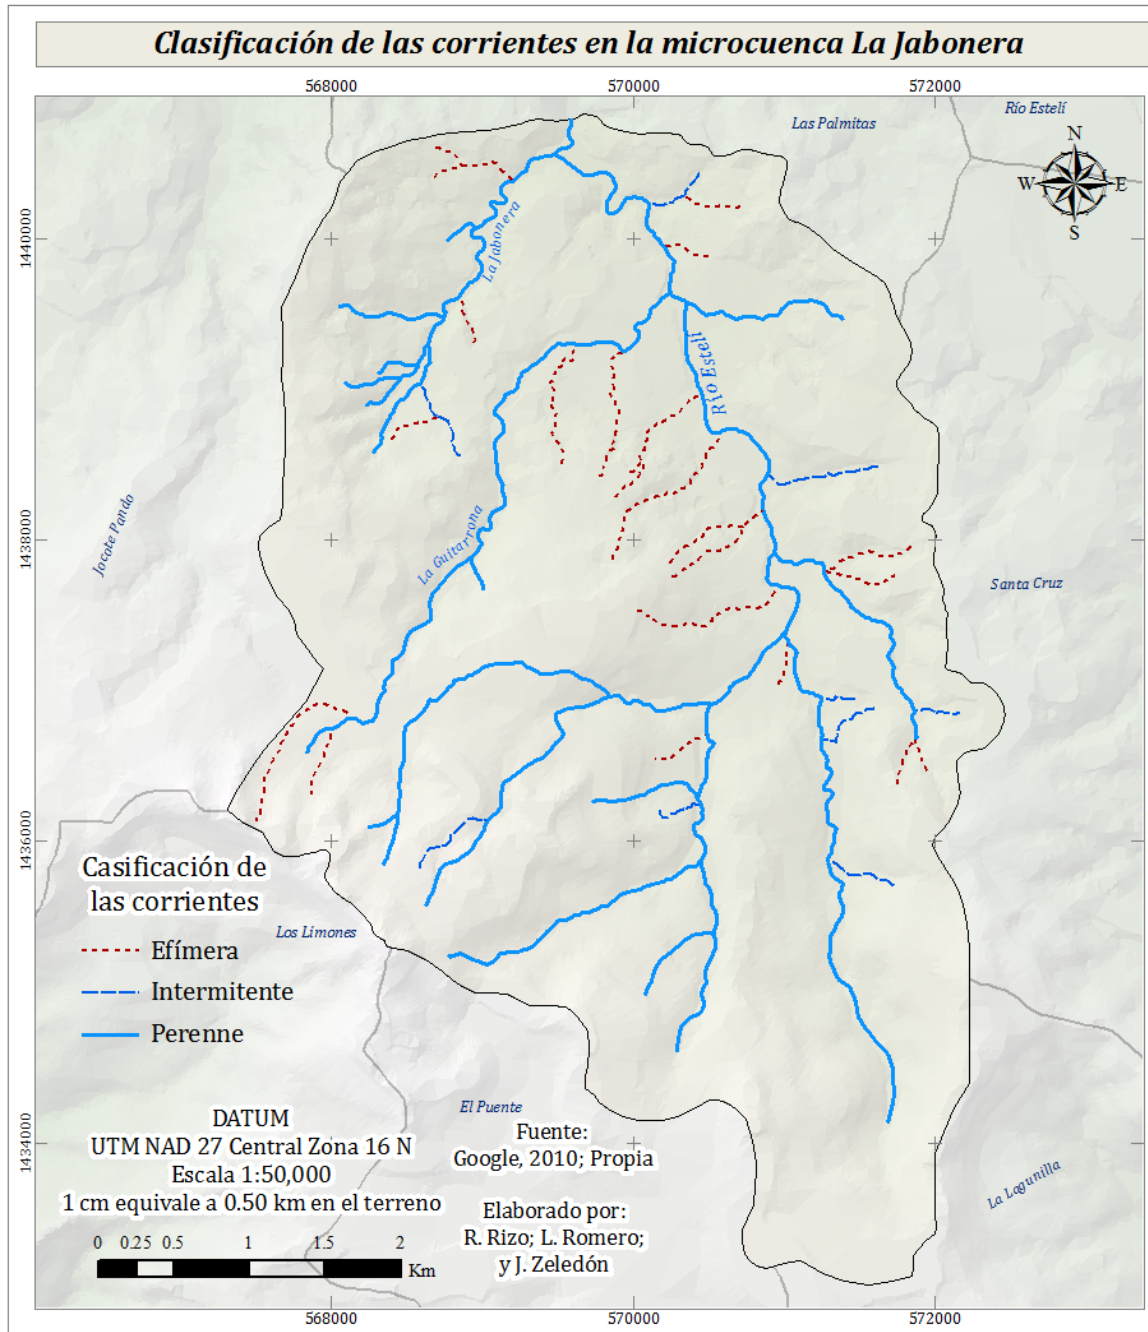 Clasificación de las corrientes en la microcuenca La Jabonera
568000
570000
572000
Río Estelí
Las Palmitas
N
W
E
S
1440000
La Jabonera
Río Estelí
Jocote Pando
1438000
La Guitarrona
Santa Cruz
1436000
Casificación de
las corrientes
Efímera
Intermitente
Perenne
Los Límones
DATUM
UTM NAD 27 Central Zona 16 N
Escala 1:50,000
1 cm equivale a 0.50 km en el terreno
0 0.25 0.5 1 1.5 2
Km
El Puente
Fuente:
Google, 2010; Propia
Elaborado por:
R. Rizo; L. Romero;
y J. Zeledón
1434000
La Lagunilla
568000
570000
572000